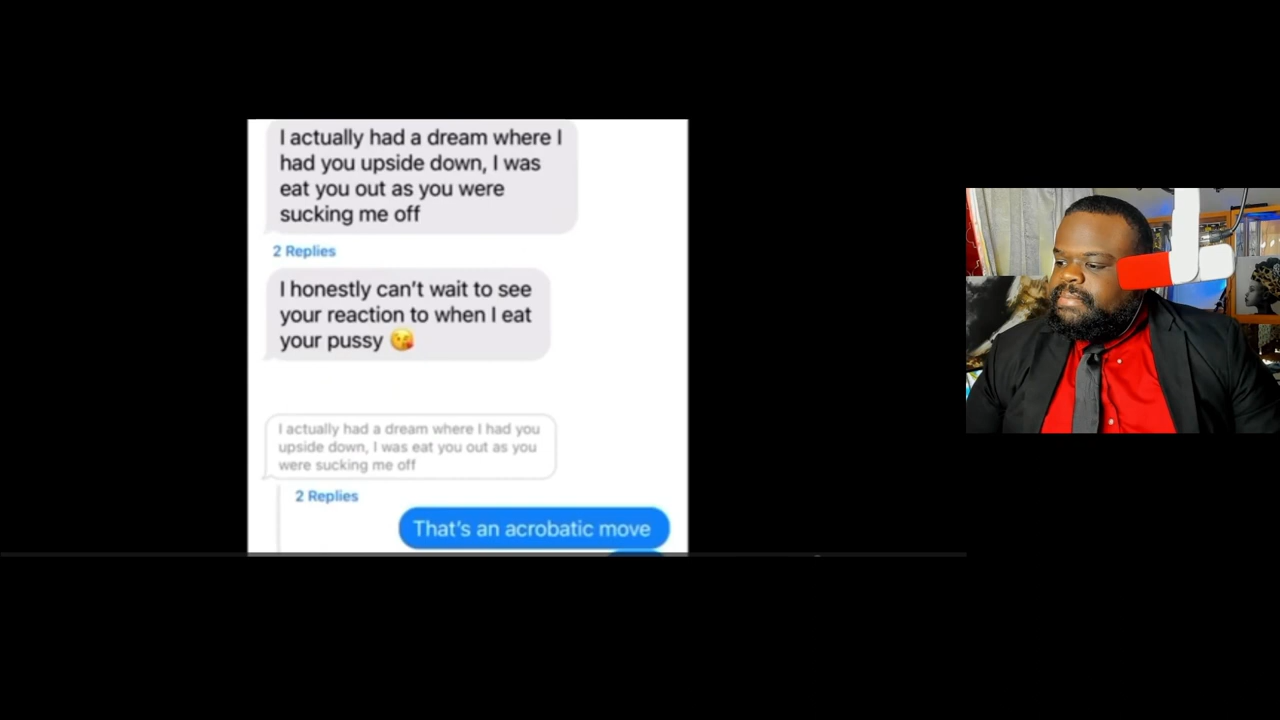 I actually had a dream where I
had you upside down, I was
eat you out as you were
sucking me off
2 Replies
I honestly can't wait to see
your reaction to when I eat
your pussy 😘
I actually had a dream where I had you
upside down, I was eat you out as you
were sucking me off
2 Replies
That's an acrobatic move